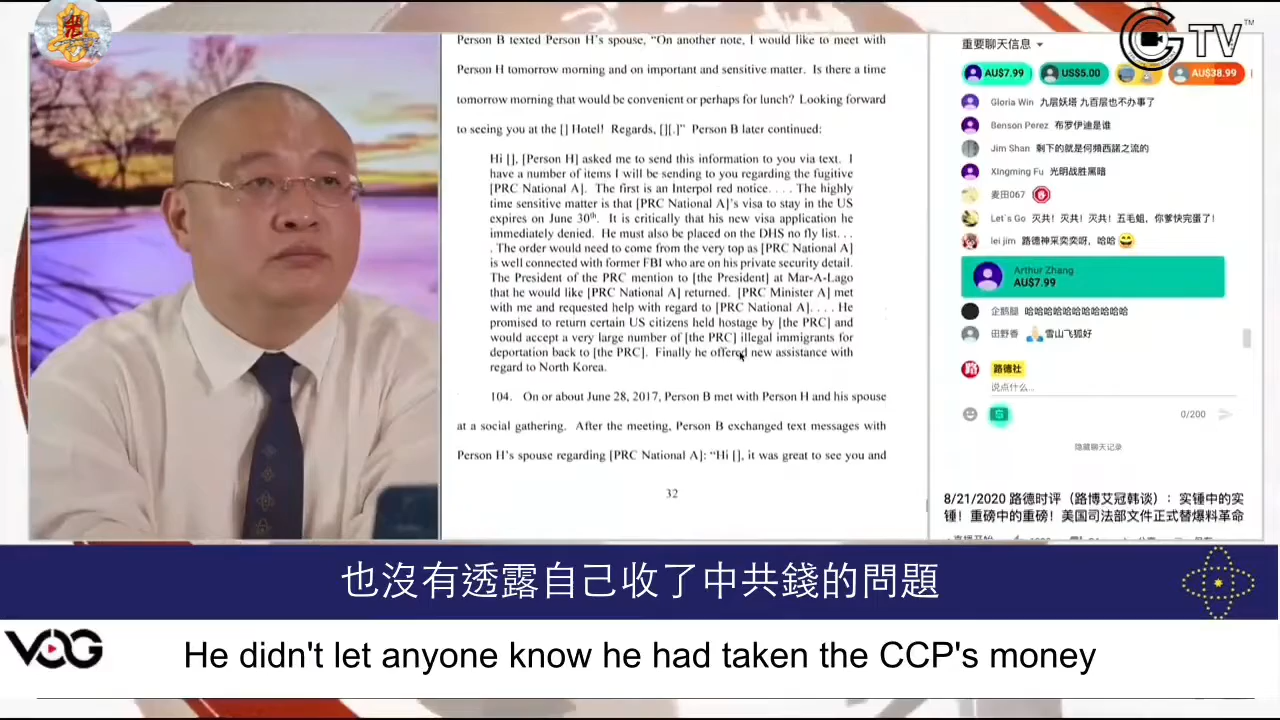 Person B texted Person H's spouse, "On another note, I would like to meet with
Person H tomorrow morning and on important and sensitive matter. Is there a time
tomorrow morning that would be convenient or perhaps for lunch? Looking forward
to seeing you at the [] Hotel! Regards, [][.]" Person B later continued:
Hi [], [Person H] asked me to send this information to you via text. I
have a number of items I will be sending to you regarding the fugitive
[PRC National A]. The first is an Interpol red notice. . . . The highly
time sensitive matter is that [PRC National A]'s visa to stay in the US
expires on June 30th. It is critically that his new visa application he
immediately denied. He must also be placed on the DHS no fly list. . .
. The order would need to come from the very top as [PRC National A]
is well connected with former FBI who are on his private security detail.
The President of the PRC mention to [the President] at Mar-A-Lago
that he would like [PRC National A] returned. [PRC Minister A] met
with me and requested help with regard to [PRC National A]. . . . He
promised to return certain US citizens held hostage by [the PRC] and
would accept a very large number of [the PRC] illegal immigrants for
deportation back to [the PRC]. Finally he offered new assistance with
regard to North Korea.
104. On or about June 28, 2017, Person B met with Person H and his spouse
at a social gathering. After the meeting, Person B exchanged text messages with
Person H's spouse regarding [PRC National A]: "Hi [], it was great to see you and
32
GTV
TM
重要聊天信息
AU$7.99 US$5.00 AU$38.99
Gloria Win 九层妖塔 九百层也不办事了
Benson Perez 布罗伊迪是谁
Jim Shan 剩下的就是何頻西諾之流的
XIngming Fu 光明战胜黑暗
麦田067
Let's Go 灭共！灭共！灭共！五毛蛆，你爹快完蛋了！
lei jim 路德神采奕奕呀，哈哈
Arthur Zhang
AU$7.99
企鹅腿 哈哈哈哈哈哈哈哈哈哈哈
田野香 雪山飞狐好
路德社
说点什么...
0/200
隐藏聊天记录
8/21/2020 路德时评（路博艾冠韩谈）：实锤中的实
锤！重磅中的重磅！美国司法部文件正式替爆料革命
也沒有透露自己收了中共錢的問題
VOG
He didn't let anyone know he had taken the CCP's money